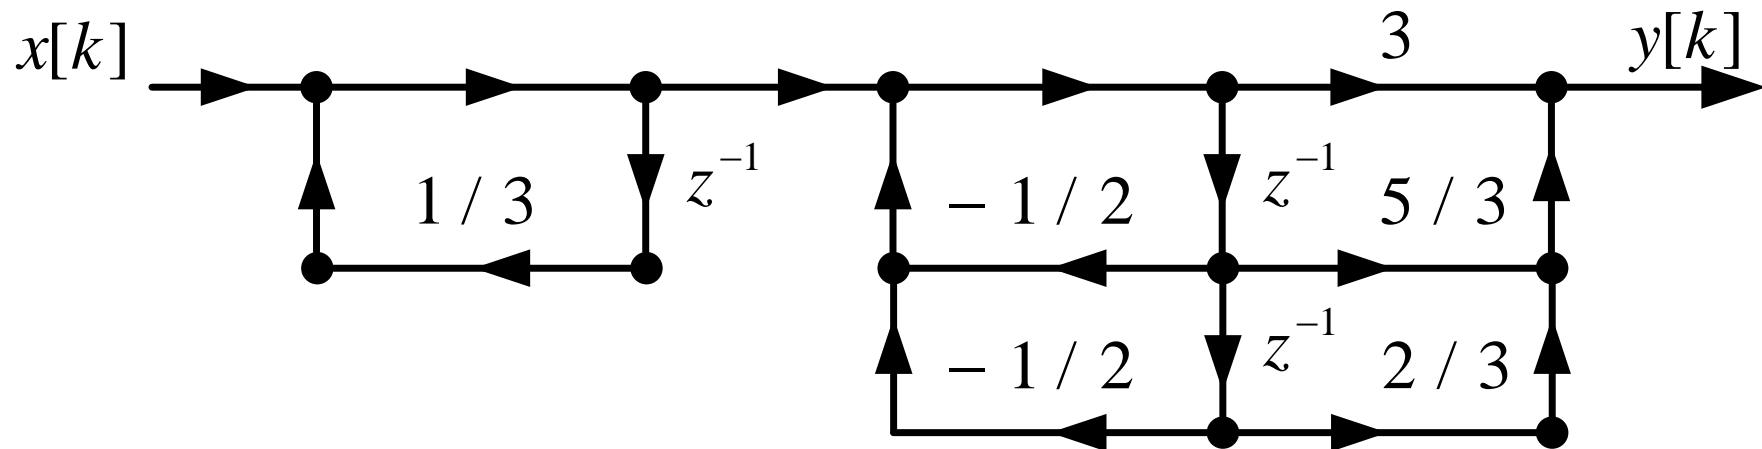 x[k] 3 y[k]
1 / 3 z^{-1} - 1 / 2 z^{-1} 5 / 3
- 1 / 2 z^{-1} 2 / 3